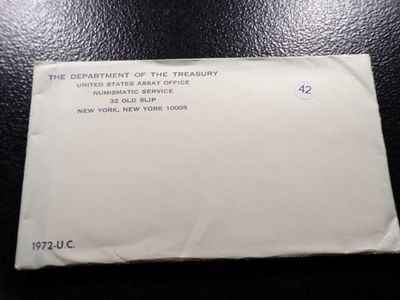 THE DEPARTMENT OF THE TREASURY
UNITED STATES ASSAY OFFICE
NUMISMATIC SERVICE
32 OLD SLIP
NEW YORK, NEW YORK 10005
42
1972-U.C.